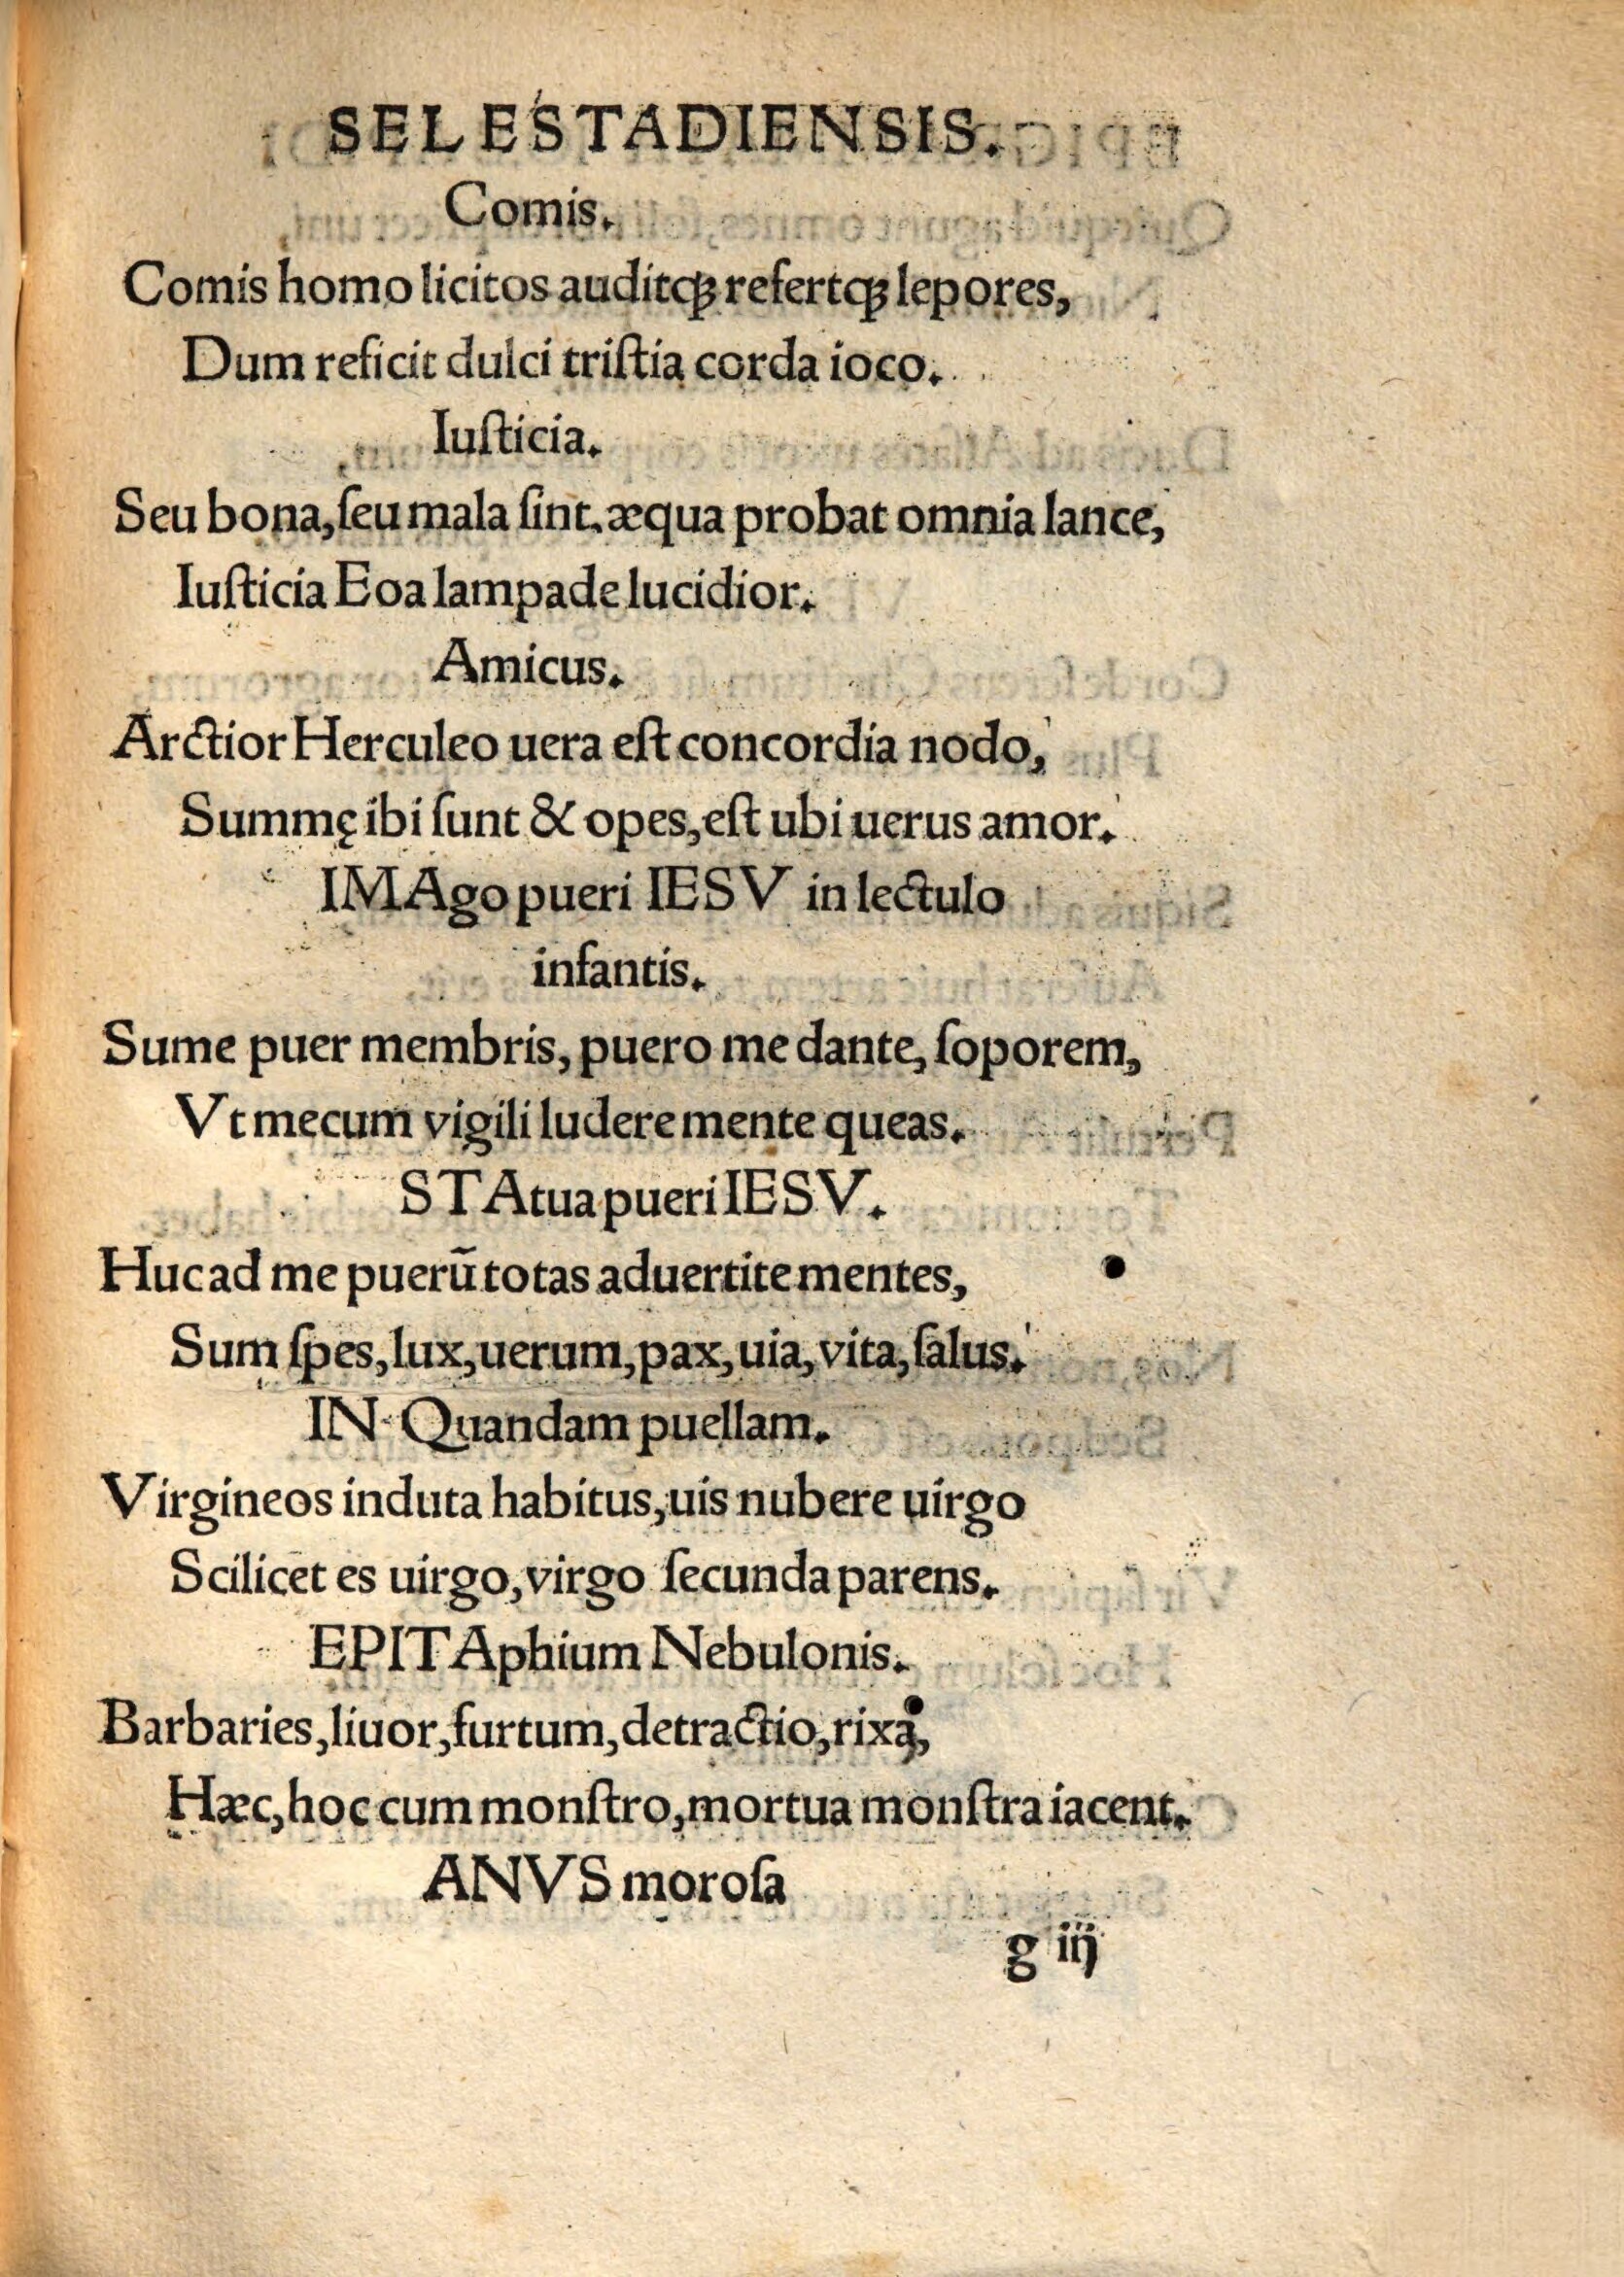 SELESTADIENSIS.
Comis.
Comis homo licitos auditqꝫ refertqꝫ lepores,
Dum reficit dulci triſtia corda ioco.
Iuſticia.
Seu bona, ſeu mala ſint. æqua probat omnia lance,
Iuſticia Eoa lampade lucidior.
Amicus.
Arctior Herculeo uera eſt concordia nodo,
Summę ibi ſunt & opes, eſt ubi uerus amor.
IMAgo pueri IESV in lectulo
infantis.
Sume puer membris, puero me dante, ſoporem,
Vt mecum vigili ludere mente queas.
STAtua pueri IESV.
Huc ad me puerũ totas aduertite mentes,
Sum ſpes, lux, uerum, pax, uia, vita, ſalus.
IN Quandam puellam.
Virgineos induta habitus, uis nubere uirgo
Scilicet es uirgo, virgo ſecunda parens.
EPITAphium Nebulonis.
Barbaries, liuor, furtum, detractio, rixa,
Hæc, hoc cum monſtro, mortua monſtra iacent.
ANVS moroſa
g iij